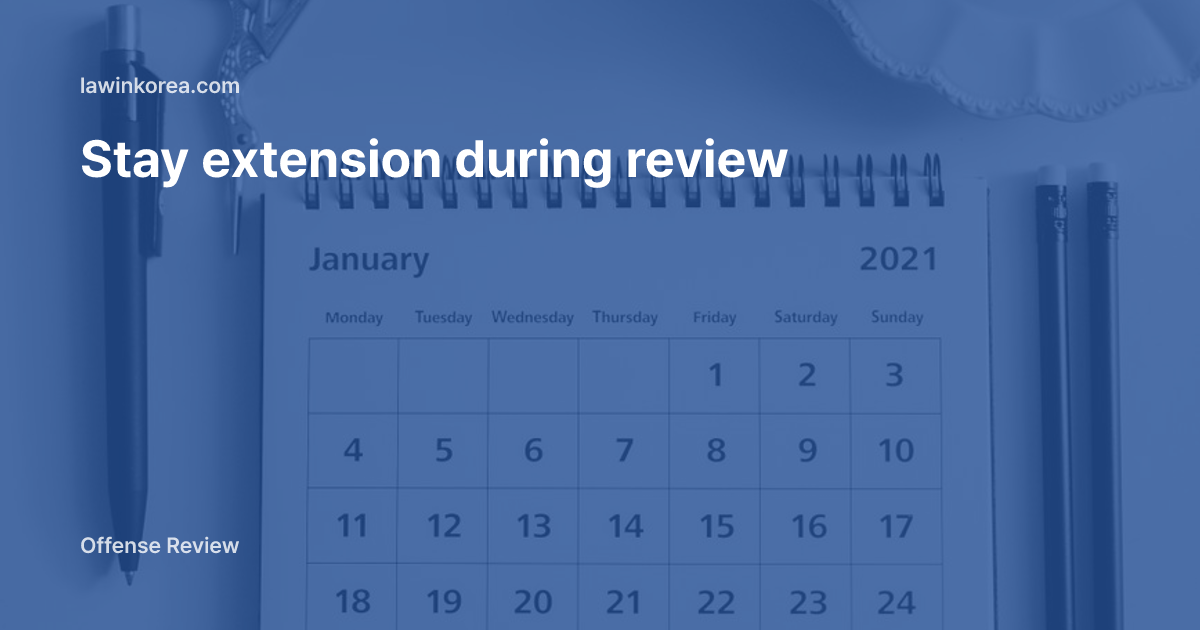 lawinkorea.com
Stay extension during review
January 2021
Monday Tuesday Wednesday Thursday Friday Saturday Sunday
1 2 3
4 5 6 7 8 9 10
11 12 13 14 15 16 17
18 19 20 21 22 23 24
Offense Review